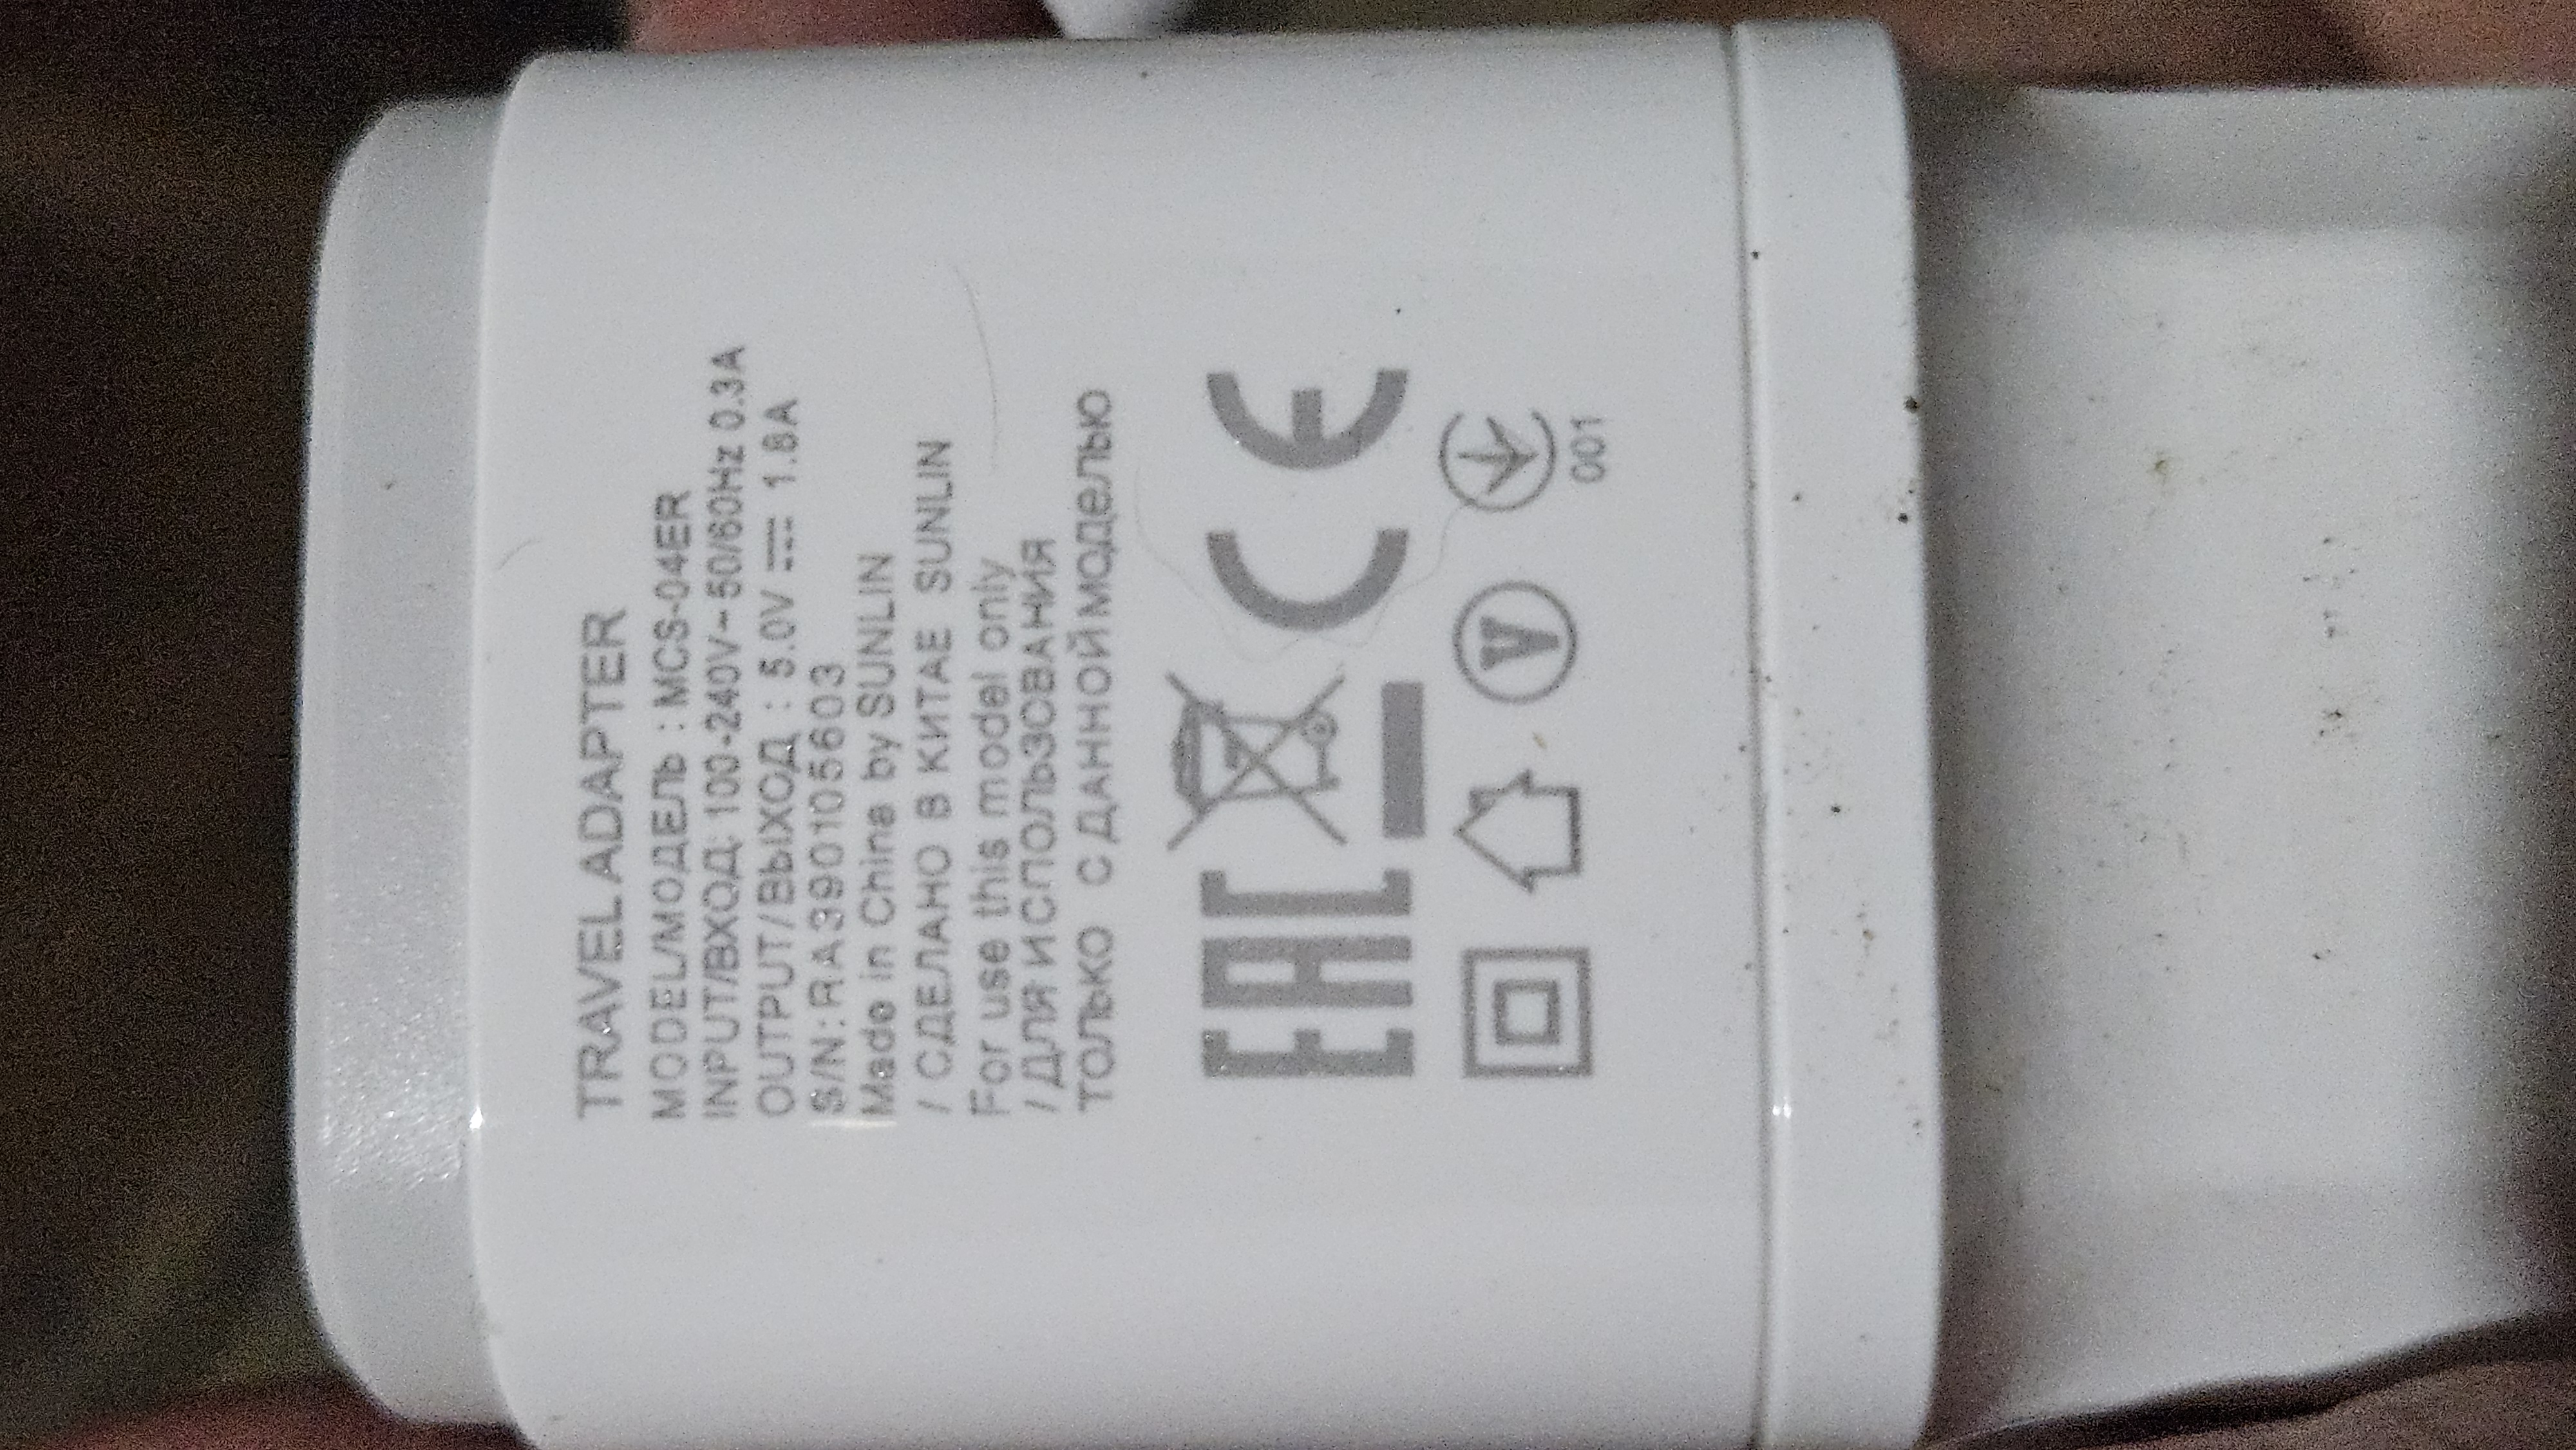 TRAVEL ADAPTER
MODEL/МОДЕЛЬ : MCS-04ER
INPUT/ВХОД: 100-240V~50/60Hz 0.3A
OUTPUT/ВЫХОД : 5.0V 1.8A
S/N: RA390105603
Made in China by SUNLIN
/ СДЕЛАНО В КИТАЕ SUNLIN
For use this model only
/ ДЛЯ ИСПОЛЬЗОВАНИЯ
ТОЛЬКО С ДАННОЙ МОДЕЛЬЮ
EAC CE
V
001